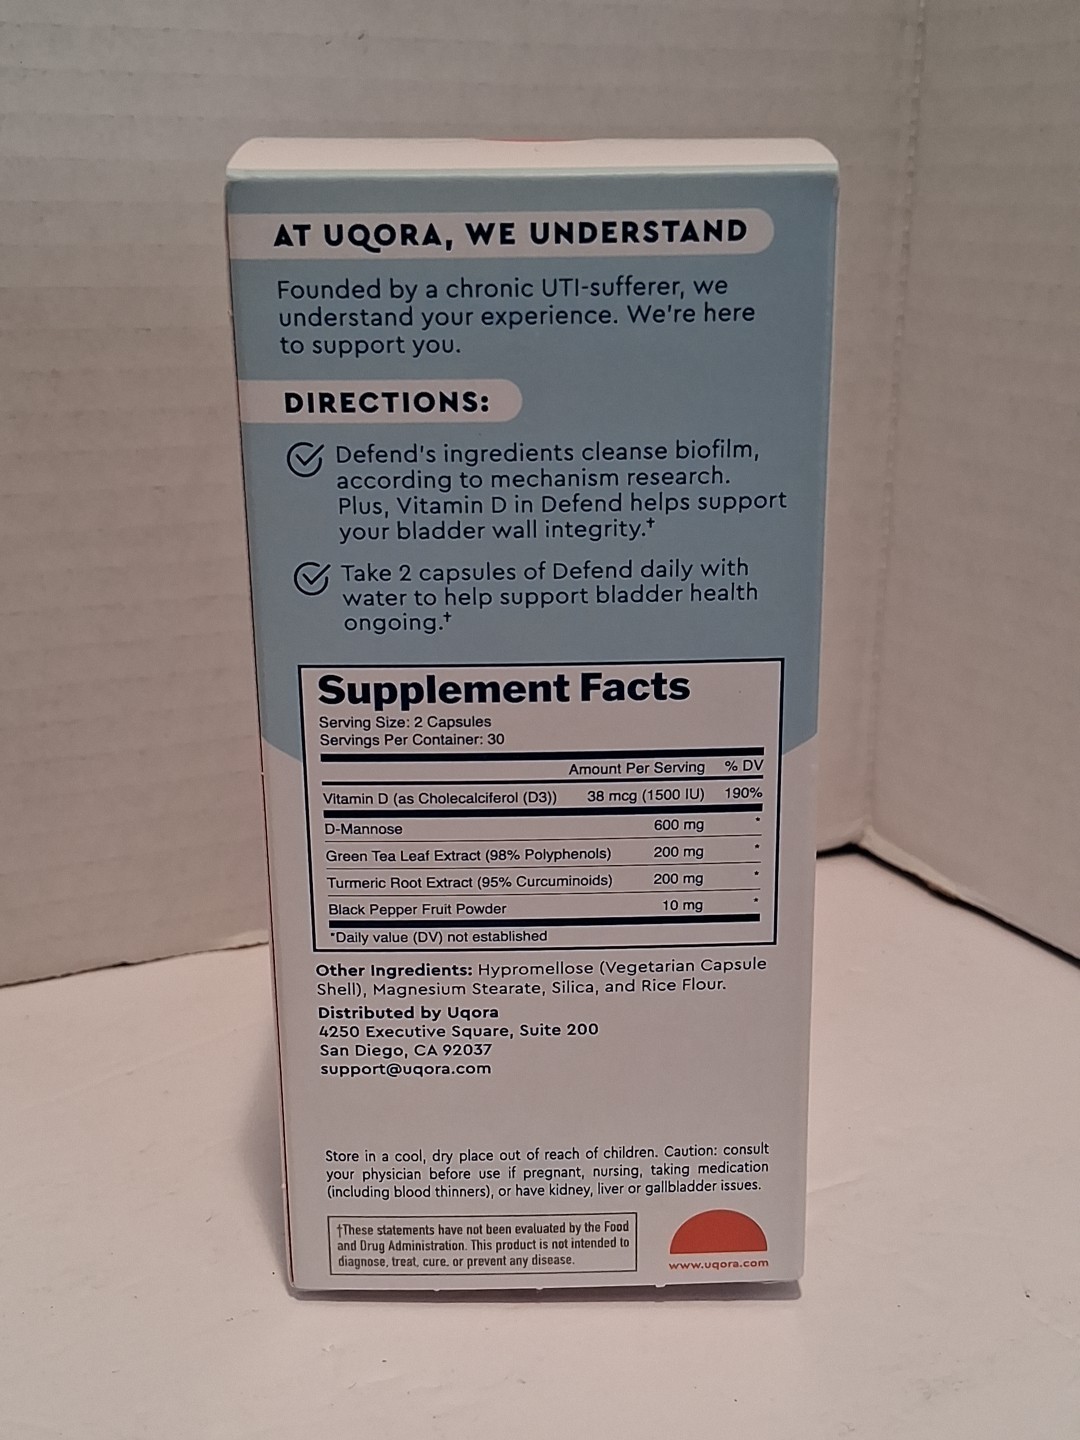 AT UQORA, WE UNDERSTAND
Founded by a chronic UTI-sufferer, we
understand your experience. We're here
to support you.
DIRECTIONS:
Defend's ingredients cleanse biofilm,
according to mechanism research.
Plus, Vitamin D in Defend helps support
your bladder wall integrity.†
Take 2 capsules of Defend daily with
water to help support bladder health
ongoing.†
Supplement Facts
Serving Size: 2 Capsules
Servings Per Container: 30
Amount Per Serving % DV
Vitamin D (as Cholecalciferol (D3)) 38 mcg (1500 IU) 190%
D-Mannose 600 mg *
Green Tea Leaf Extract (98% Polyphenols) 200 mg *
Turmeric Root Extract (95% Curcuminoids) 200 mg *
Black Pepper Fruit Powder 10 mg *
*Daily value (DV) not established
Other Ingredients: Hypromellose (Vegetarian Capsule
Shell), Magnesium Stearate, Silica, and Rice Flour.
Distributed by Uqora
4250 Executive Square, Suite 200
San Diego, CA 92037
support@uqora.com
Store in a cool, dry place out of reach of children. Caution: consult
your physician before use if pregnant, nursing, taking medication
(including blood thinners), or have kidney, liver or gallbladder issues.
†These statements have not been evaluated by the Food
and Drug Administration. This product is not intended to
diagnose, treat, cure, or prevent any disease.
www.uqora.com